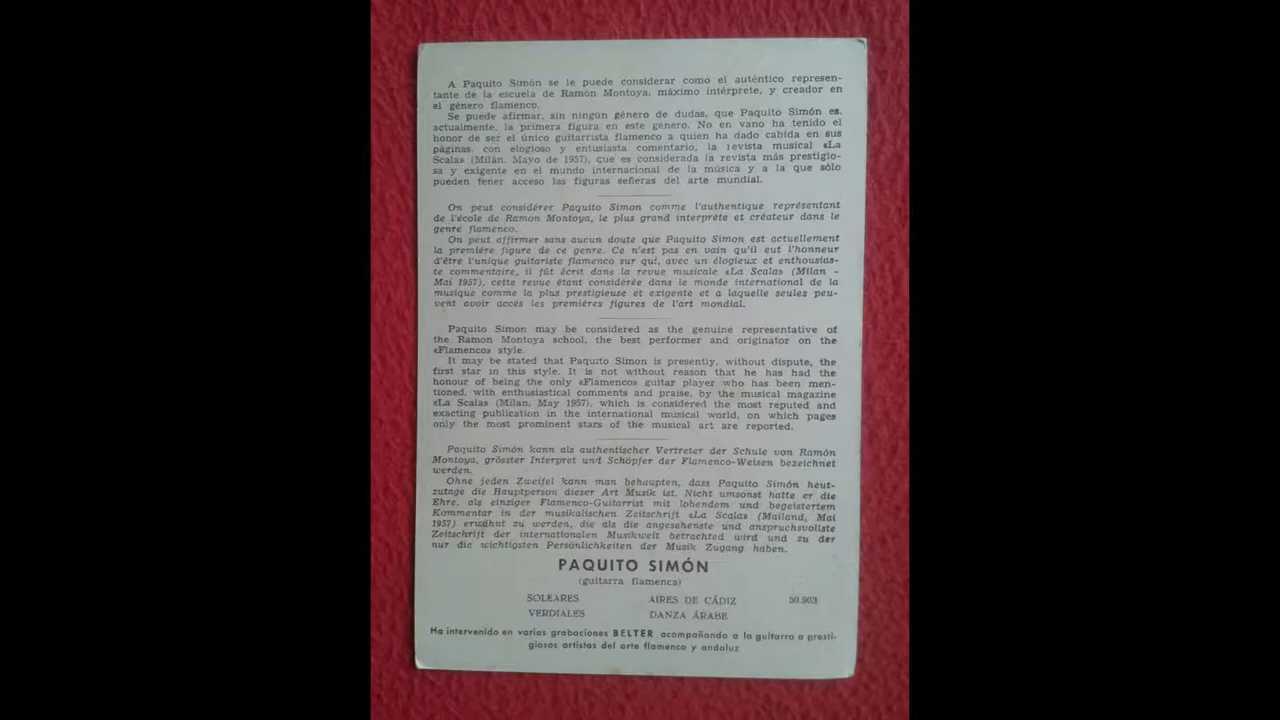 A Paquito Simón se le puede considerar como el auténtico represen-
tante de la escuela de Ramón Montoya, máximo intérprete, y creador en
el género flamenco.
Se puede afirmar, sin ningún género de dudas, que Paquito Simón es,
actualmente, la primera figura en este género. No en vano ha tenido el
honor de ser el único guitarrista flamenco a quien ha dado cabida en sus
páginas, con elogioso y entusiasta comentario, la revista musical «La
Scala» (Milán. Mayo de 1957), que es considerada la revista más prestigio-
sa y exigente en el mundo internacional de la música y a la que sólo
pueden tener acceso las figuras señeras del arte mundial.
On peut considérer Paquito Simon comme l'authentique représentant
de l'école de Ramon Montoya, le plus grand interprète et créateur dans le
genre flamenco.
On peut affirmer sans aucun doute que Paquito Simon est actuellement
la première figure de ce genre. Ce n'est pas en vain qu'il eut l'honneur
d'être l'unique guitariste flamenco sur qui, avec un élogieux et enthousias-
te commentaire, il fût écrit dans la revue musicale «La Scala» (Milan -
Mai 1957), cette revue étant considérée dans le monde international de la
musique comme la plus prestigieuse et exigente et a laquelle seules peu-
vent avoir accés les premières figures de l'art mondial.
Paquito Simon may be considered as the genuine representative of
the Ramon Montoya school, the best performer and originator on the
«Flamenco» style.
It may be stated that Paquito Simon is presently, without dispute, the
first star in this style. It is not without reason that he has had the
honour of being the only «Flamenco» guitar player who has been men-
tioned, with enthusiastical comments and praise, by the musical magazine
«La Scala» (Milan, May 1957), which is considered the most reputed and
exacting publication in the international musical world, on which pages
only the most prominent stars of the musical art are reported.
Paquito Simón kann als authentischer Vertreter der Schule von Ramón
Montoya, grösster Interpret und Schöpfer der Flamenco-Weisen bezeichnet
werden.
Ohne jeden Zweifel kann man behaupten, dass Paquito Simón heut-
zutage die Hauptperson dieser Art Musik ist. Nicht umsonst hatte er die
Ehre, als einziger Flamenco-Guitarrist mit lobendem und begeistertem
Kommentar in der musikalischen Zeitschrift «La Scala» (Mailand, Mai
1957) erwähnt zu werden, die als die angesehenste und anspruchsvollste
Zeitschrift der internationalen Musikwelt betrachted wird und zu der
nur die wichtigsten Persönlichkeiten der Musik Zugang haben.
PAQUITO SIMÓN
(guitarra flamenca)
SOLEARES AIRES DE CÁDIZ 50.903
VERDIALES DANZA ÁRABE
Ha intervenido en varias grabaciones BELTER acompañando a la guitarra a presti-
giosos artistas del arte flamenco y andaluz